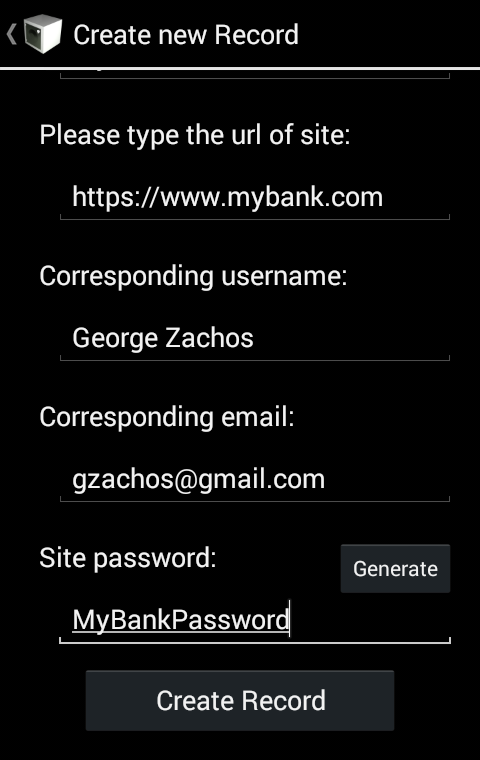 Create new Record
Please type the url of site:
https://www.mybank.com
Corresponding username:
George Zachos
Corresponding email:
gzachos@gmail.com
Site password:
Generate
MyBankPassword
Create Record